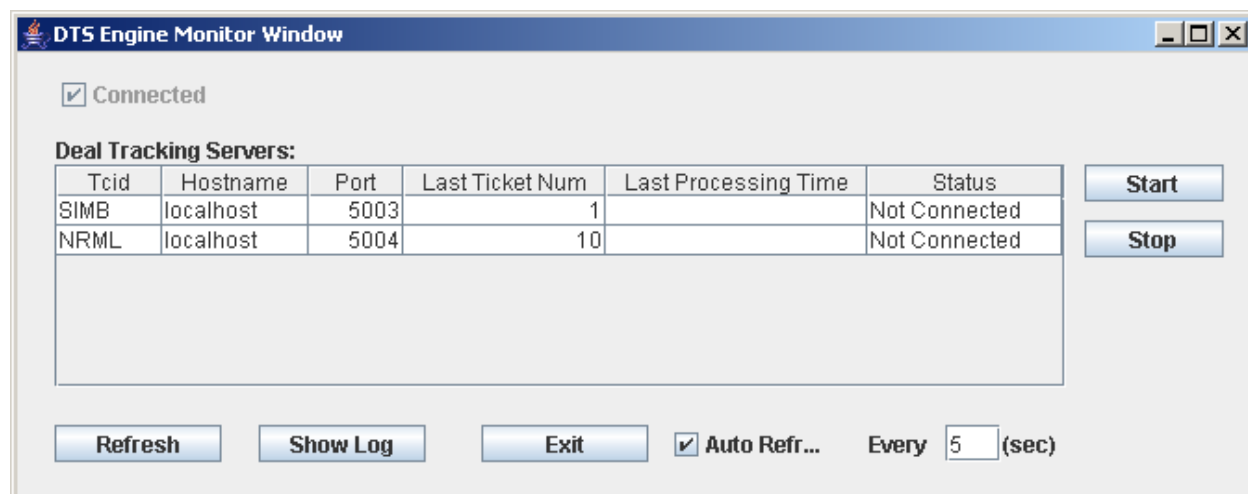 DTS Engine Monitor Window
Connected
Deal Tracking Servers:
Tcid Hostname Port Last Ticket Num Last Processing Time Status Start
SIMB localhost 5003 1 Not Connected
NRML localhost 5004 10 Not Connected Stop
Refresh Show Log Exit Auto Refr... Every 5 (sec)